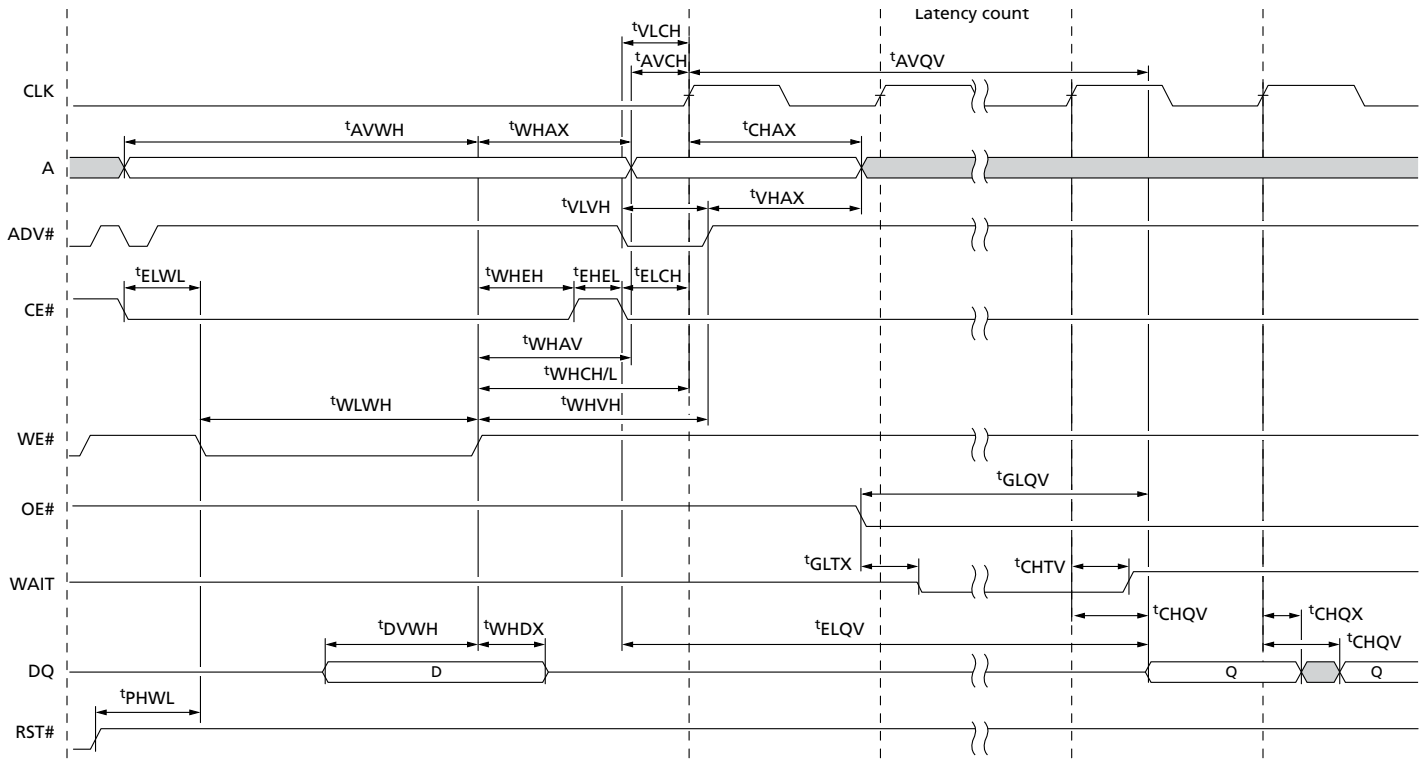 Latency count
tVLCH
tAVCH
tAVQV
CLK
tAVWH
tWHAX
tCHAX
A
tVLVH
tVHAX
ADV#
tELWL
tWHEH
tEHEL
tELCH
CE#
tWHAV
tWHCH/L
tWLWH
tWHVH
WE#
tGLQV
OE#
tGLTX
tCHTV
WAIT
tCHQV
tCHQX
tDVWH
tWHDX
tELQV
tCHQV
DQ
D
Q
Q
tPHWL
RST#